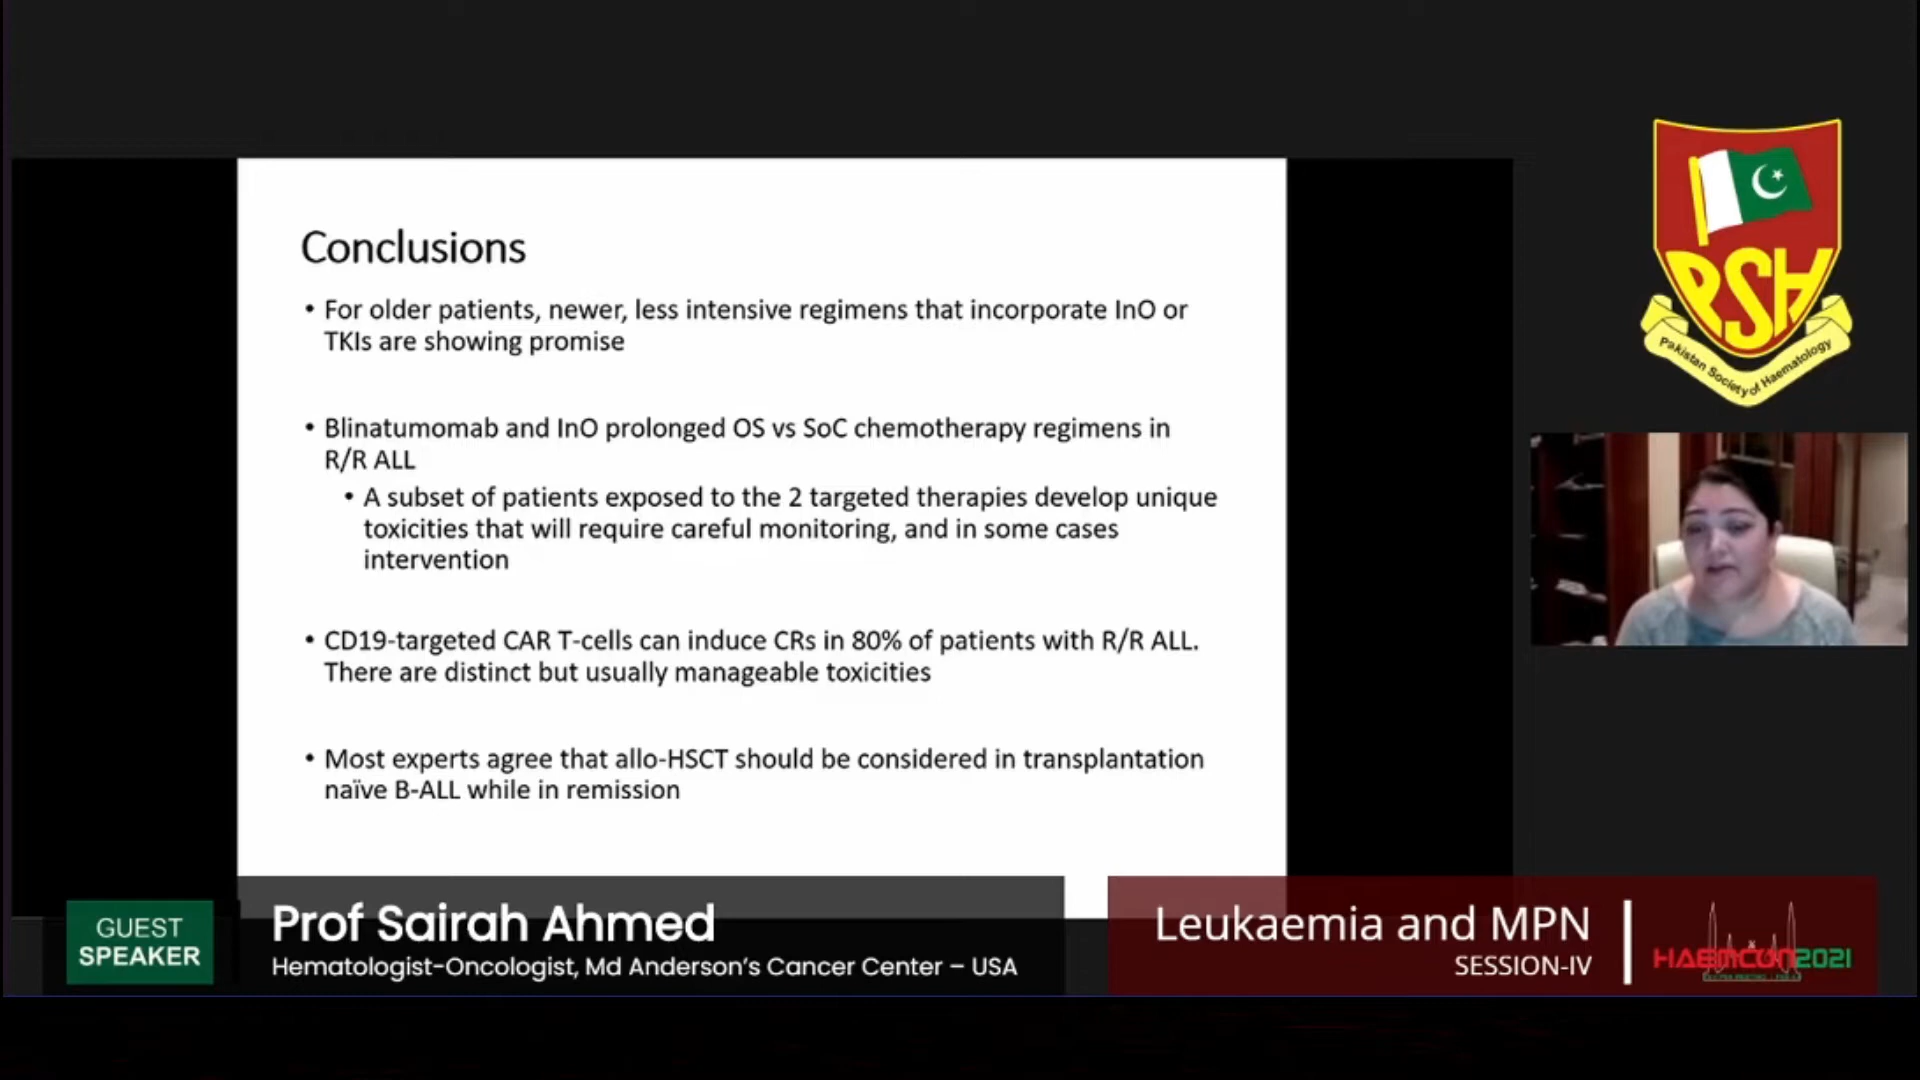 Conclusions
• For older patients, newer, less intensive regimens that incorporate InO or
TKIs are showing promise
• Blinatumomab and InO prolonged OS vs SoC chemotherapy regimens in
R/R ALL
• A subset of patients exposed to the 2 targeted therapies develop unique
toxicities that will require careful monitoring, and in some cases
intervention
• CD19-targeted CAR T-cells can induce CRs in 80% of patients with R/R ALL.
There are distinct but usually manageable toxicities
• Most experts agree that allo-HSCT should be considered in transplantation
naïve B-ALL while in remission
PSH
Pakistan Society of Haematology
GUEST
SPEAKER
Prof Sairah Ahmed
Hematologist-Oncologist, Md Anderson's Cancer Center – USA
Leukaemia and MPN
SESSION-IV
HAEMCON2021